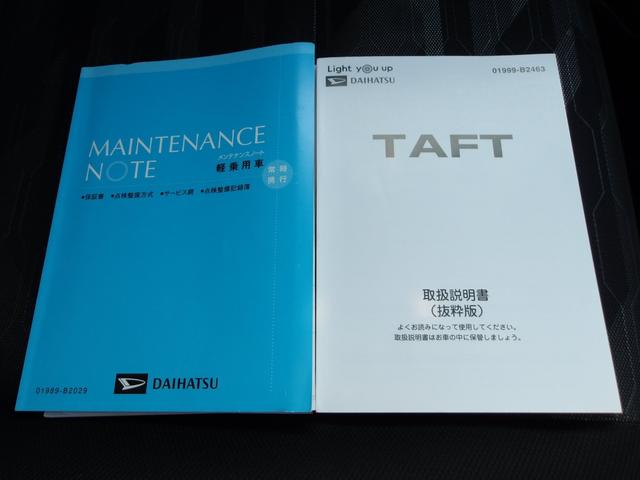 MAINTENANCE
NOTE
メンテナンスノート
軽乗用車
常時
携行
●保証書 ●点検整備方式 ●サービス網 ●点検整備記録簿
01989-B2029
DAIHATSU
Light you up
DAIHATSU
01999-B2463
TAFT
取扱説明書
（抜粋版）
よくお読みになって使用してください。
取扱説明書はお車の中に保管しましょう。